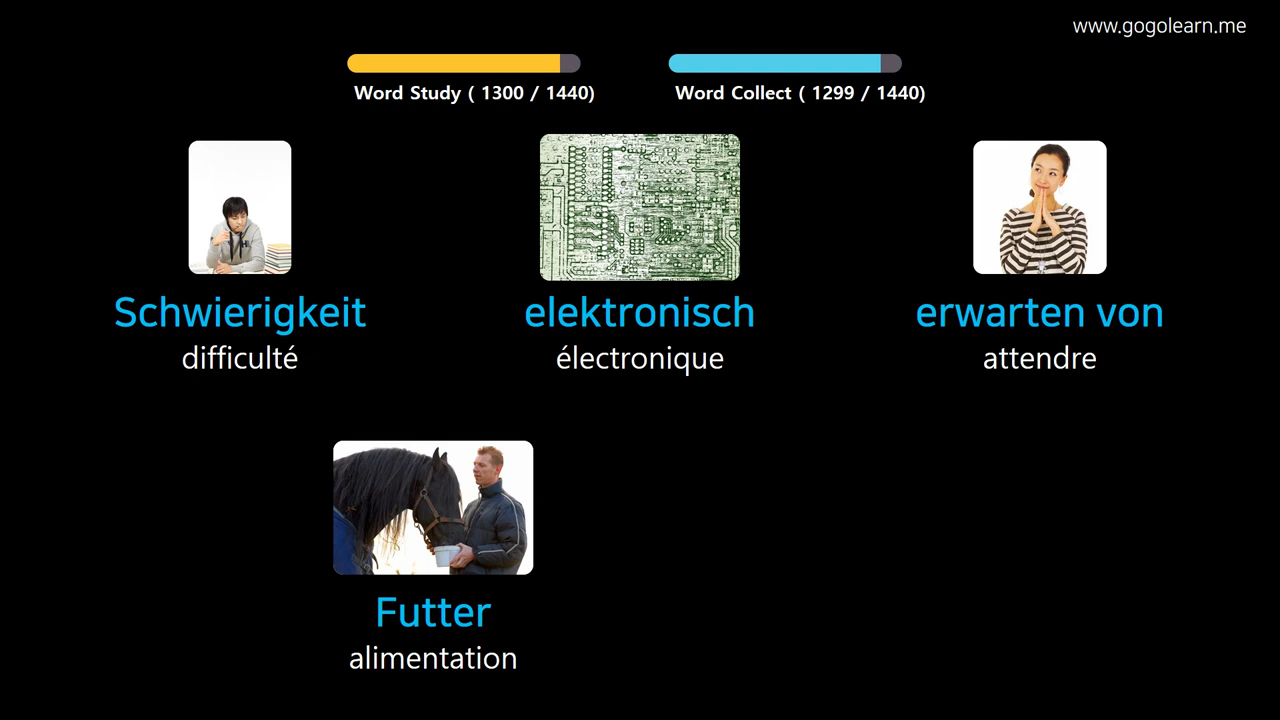 www.gogolearn.me
Word Study ( 1300 / 1440)
Word Collect ( 1299 / 1440)
Schwierigkeit
difficulté
elektronisch
électronique
erwarten von
attendre
Futter
alimentation